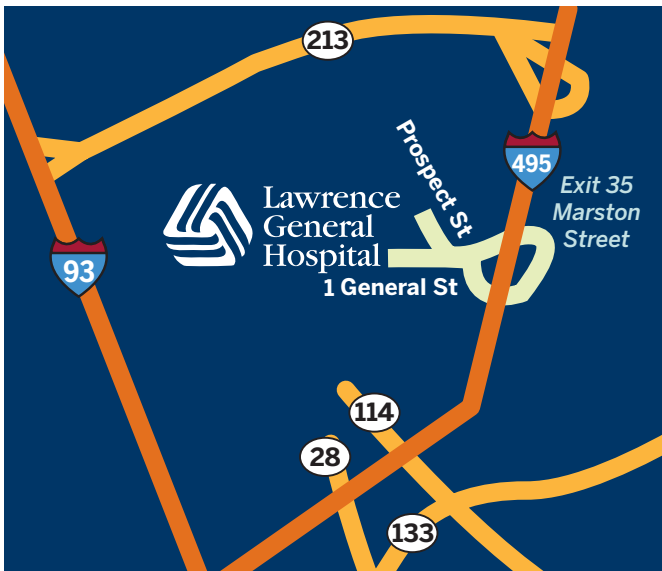 213
Prospect St
495
Exit 35
Marston
Street
Lawrence
General
Hospital
93
1 General St
114
28
133